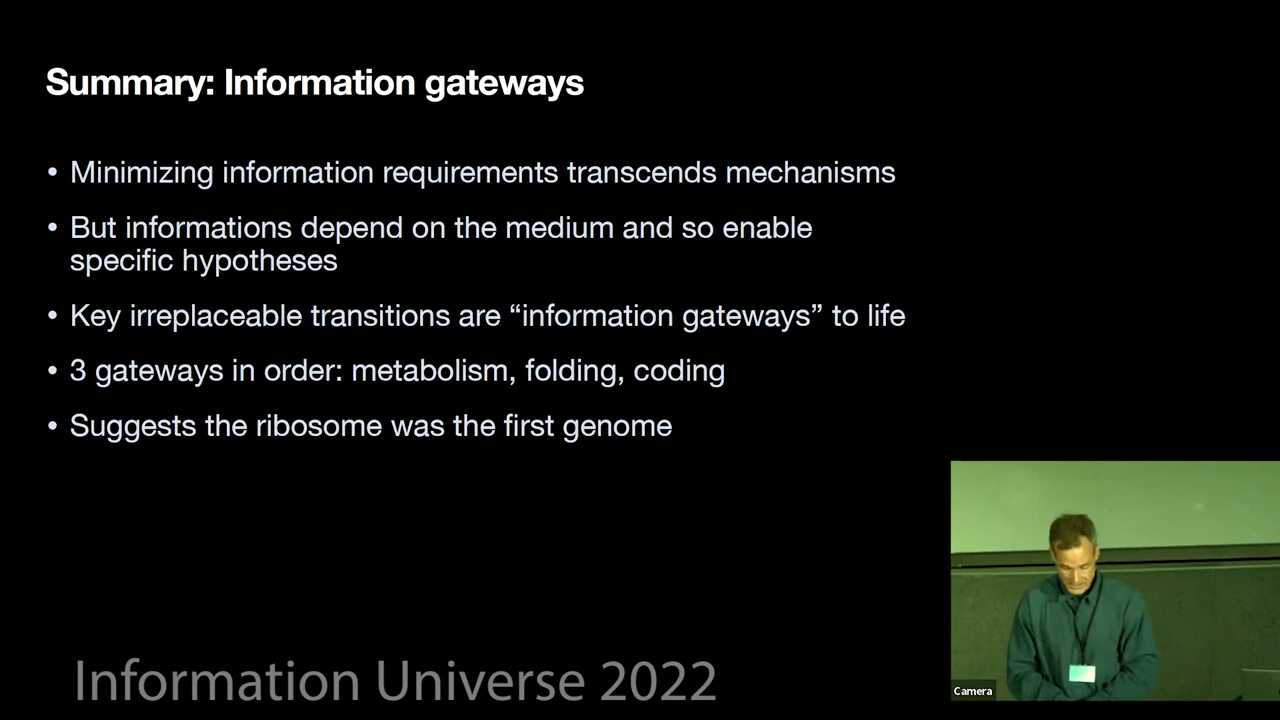 Summary: Information gateways
• Minimizing information requirements transcends mechanisms
• But informations depend on the medium and so enable
specific hypotheses
• Key irreplaceable transitions are “information gateways” to life
• 3 gateways in order: metabolism, folding, coding
• Suggests the ribosome was the first genome
Information Universe 2022
Camera